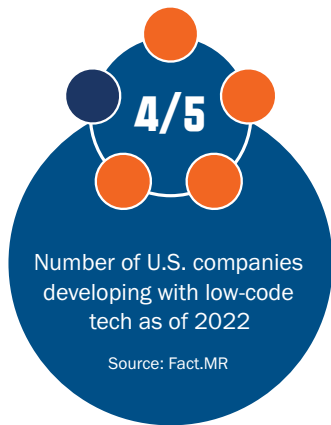 4/5
Number of U.S. companies
developing with low-code
tech as of 2022
Source: Fact.MR